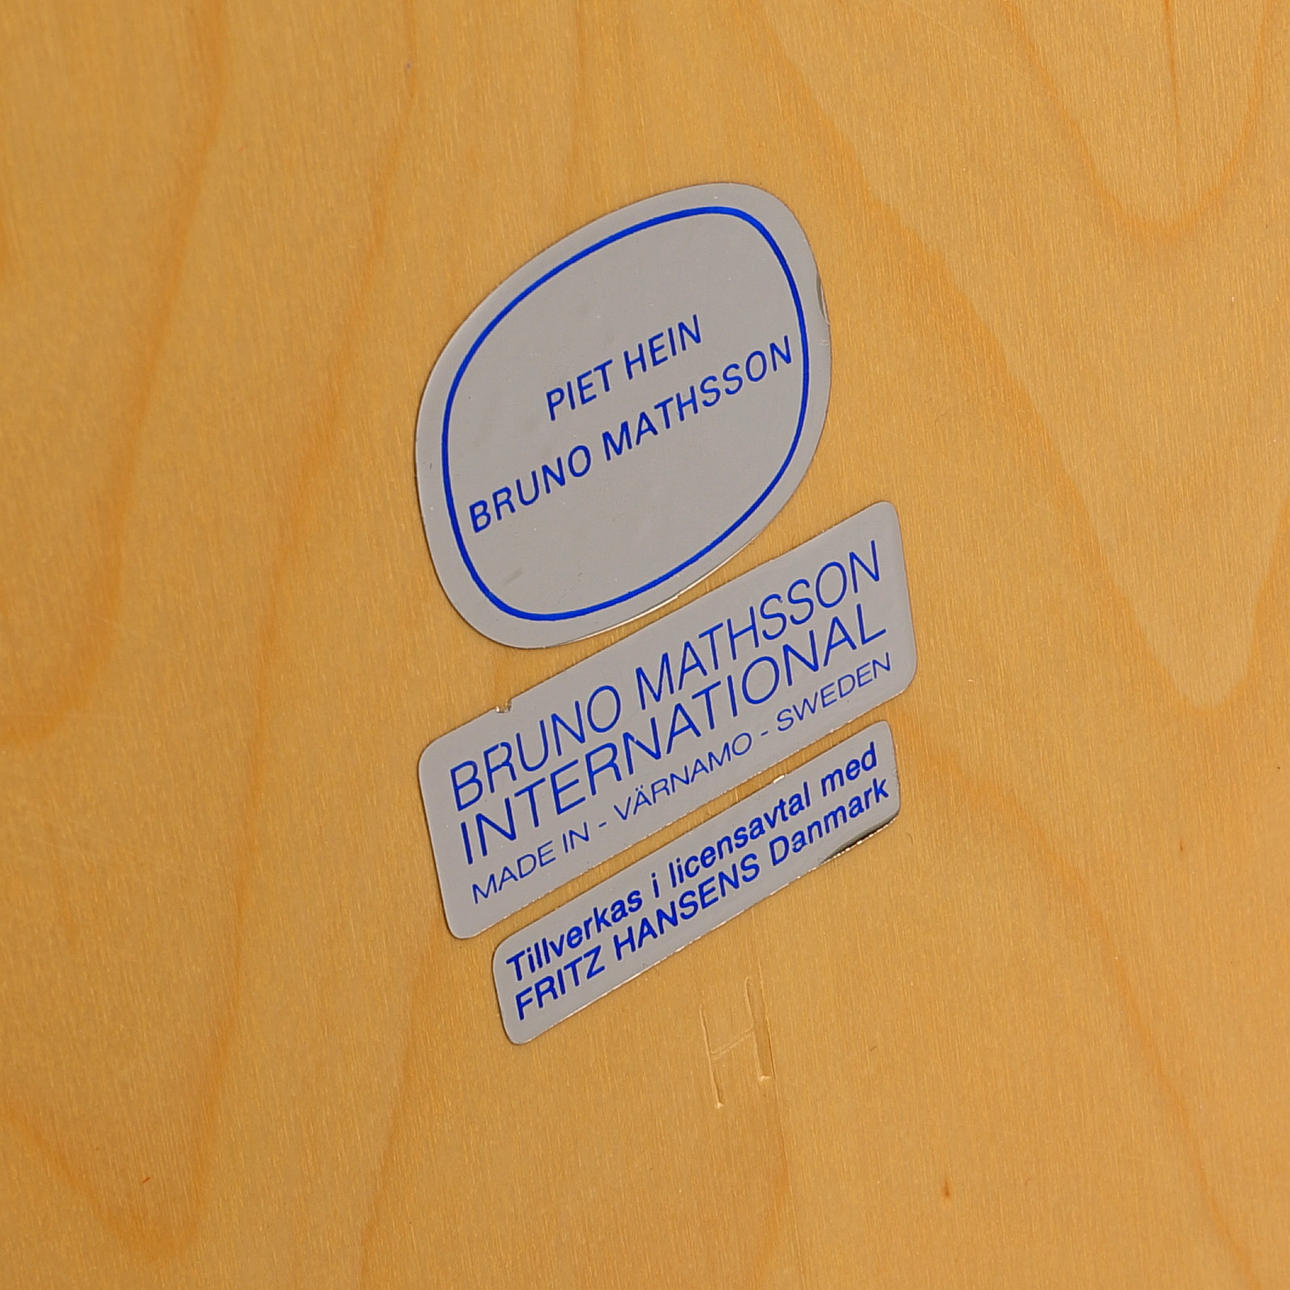 PIET HEIN
BRUNO MATHSSON
BRUNO MATHSSON
INTERNATIONAL
MADE IN - VÄRNAMO - SWEDEN
Tillverkas i licensavtal med
FRITZ HANSENS Danmark
H